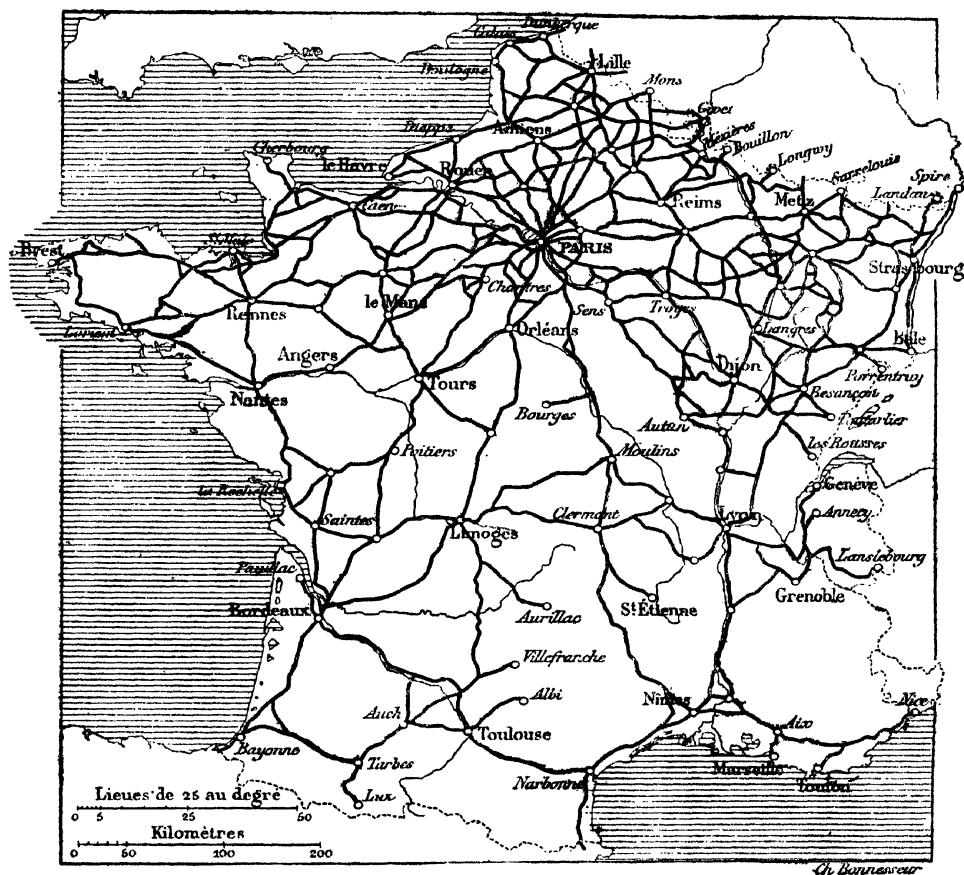 Dunkerque
Calais
Lille
Boulogne
Mons
Givet
Dieppe
Amiens
Mézières
Bouillon
Cherbourg
le Havre
Rouen
Longwy
Sarrelouis
Spire
Landau
Caen
Reims
Metz
Brest
St. Malo
PARIS
Strasbourg
Chartres
Rennes
le Mans
Sens
Troyes
Lorient
Orléans
Langres
Angers
Bâle
Dijon
Tours
Porrentruy
Nantes
Besançon
Bourges
Autun
Pontarlier
Poitiers
Moulins
les Rousses
la Rochelle
Genève
Saintes
Clermont
Lyon
Annecy
Limoges
Lanslebourg
Pauillac
Grenoble
Bordeaux
Aurillac
St. Étienne
Villefranche
Albi
Nîmes
Nice
Auch
Aix
Toulouse
Bayonne
Tarbes
Marseille
Toulon
Narbonne
Lux
Lieues de 25 au degré
0 5 25 50
Kilomètres
0 50 100 200
Ch. Bonnesseur